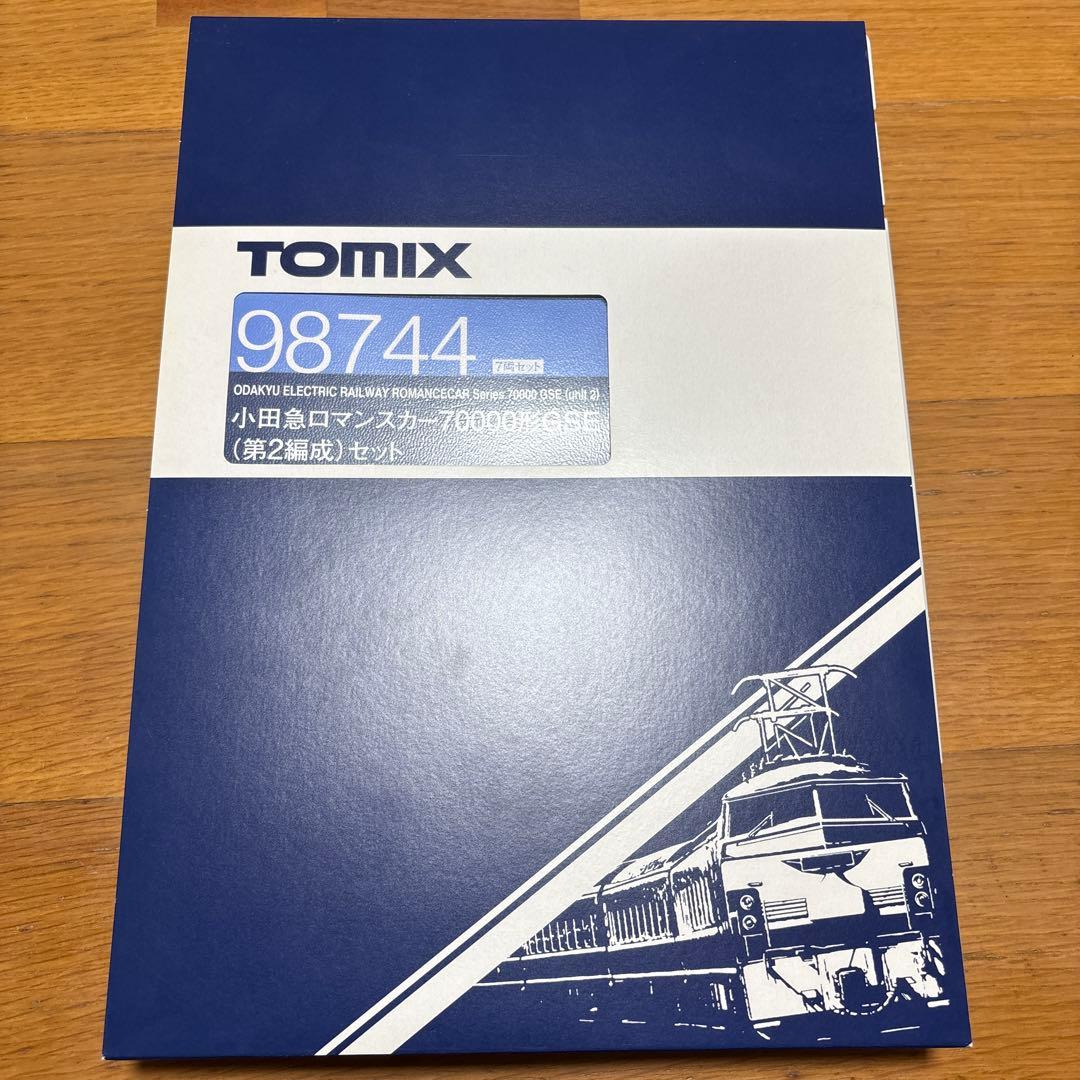 TOMIX
98744 7両セット
ODAKYU ELECTRIC RAILWAY ROMANCECAR Series 70000 GSE (unit 2)
小田急ロマンスカー70000形GSE
(第2編成)セット